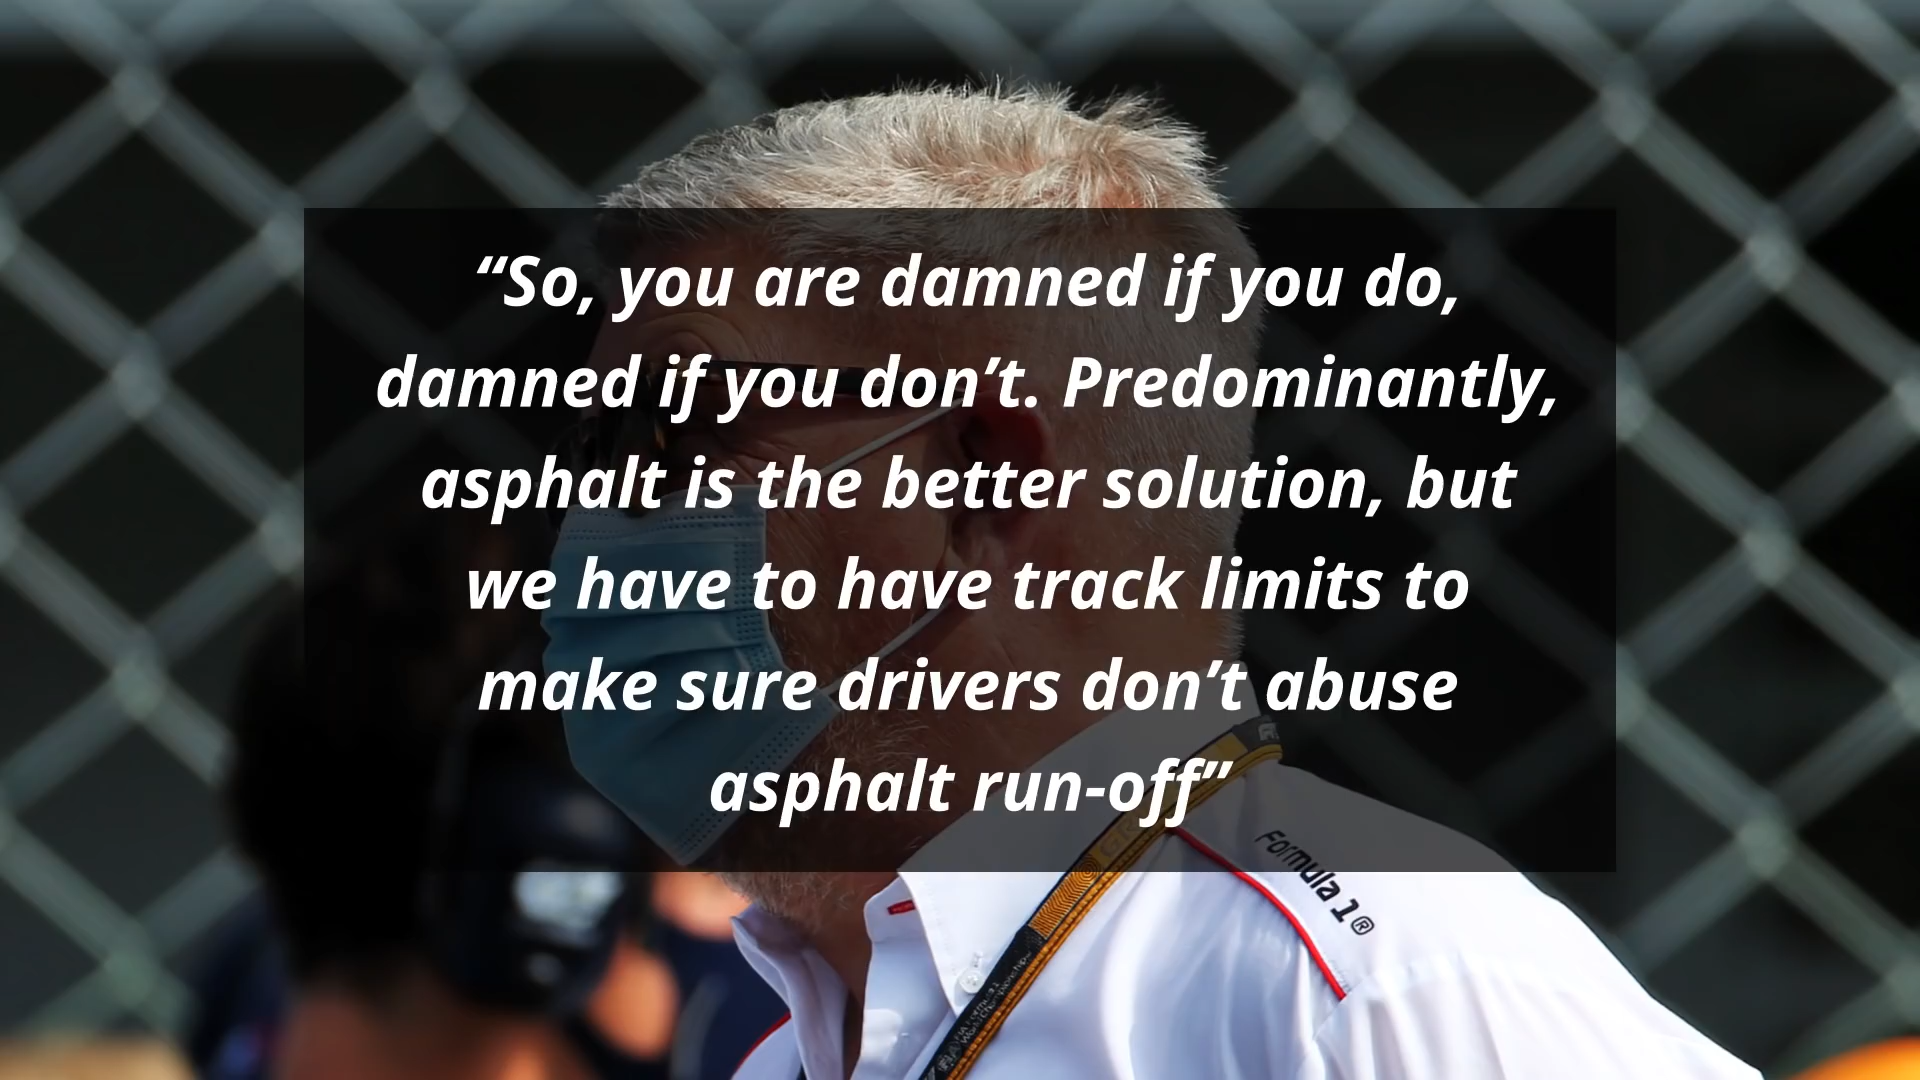 “So, you are damned if you do,
damned if you don’t. Predominantly,
asphalt is the better solution, but
we have to have track limits to
make sure drivers don’t abuse
asphalt run-off”
Formula 1®